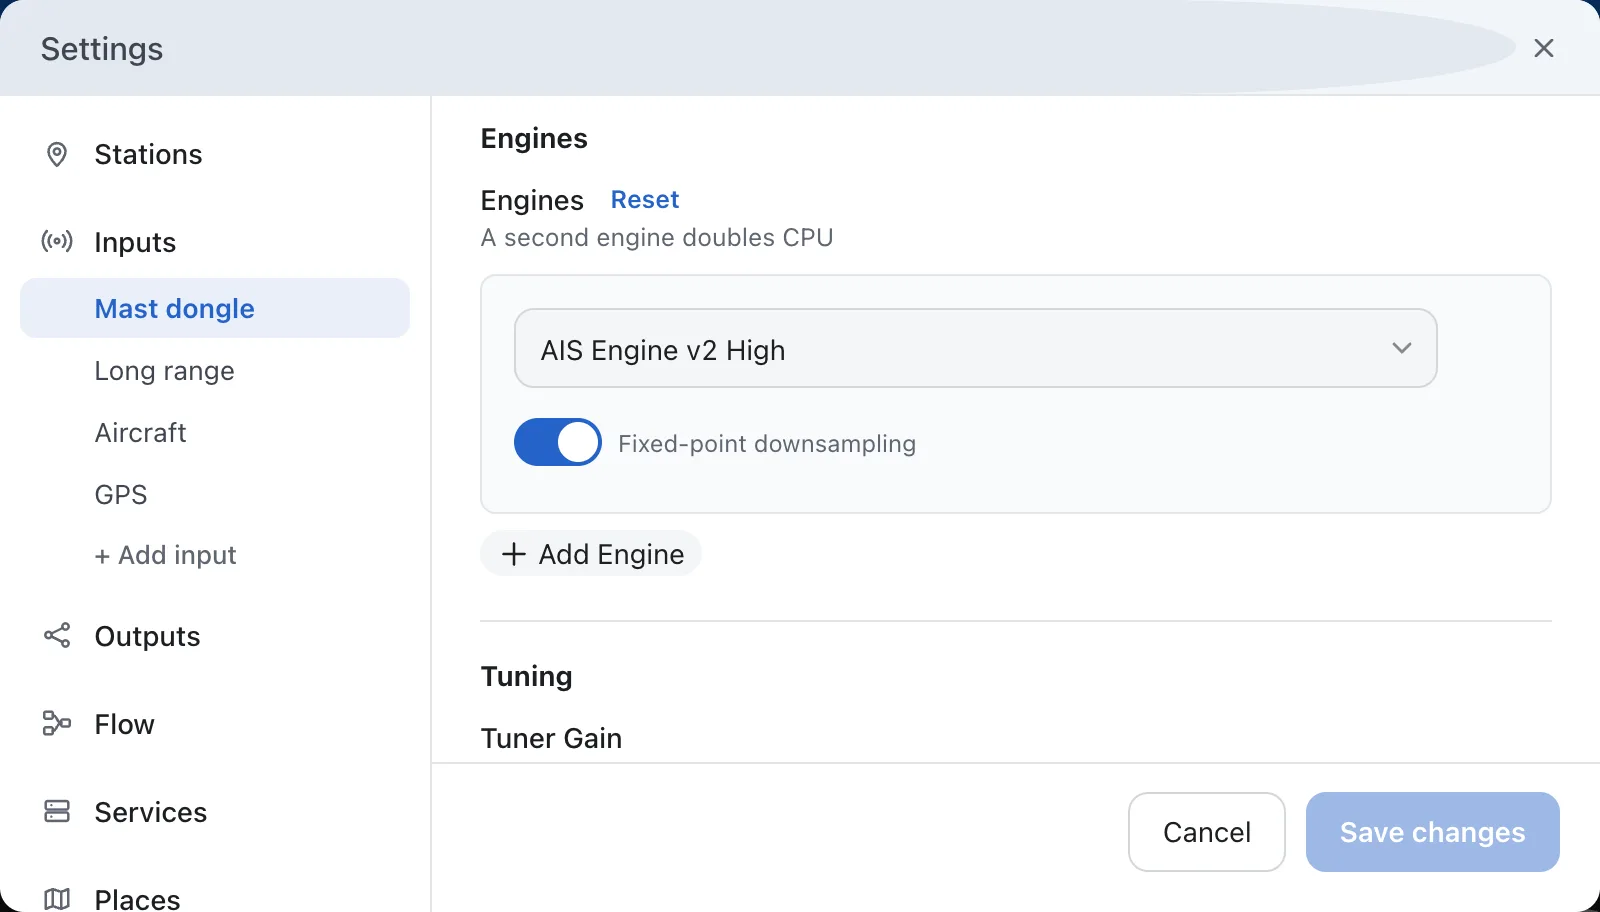 Settings
Stations
Inputs
Mast dongle
Long range
Aircraft
GPS
+ Add input
Outputs
Flow
Services
Places
Engines
Engines Reset
A second engine doubles CPU
AIS Engine v2 High
Fixed-point downsampling
+ Add Engine
Tuning
Tuner Gain
Cancel
Save changes